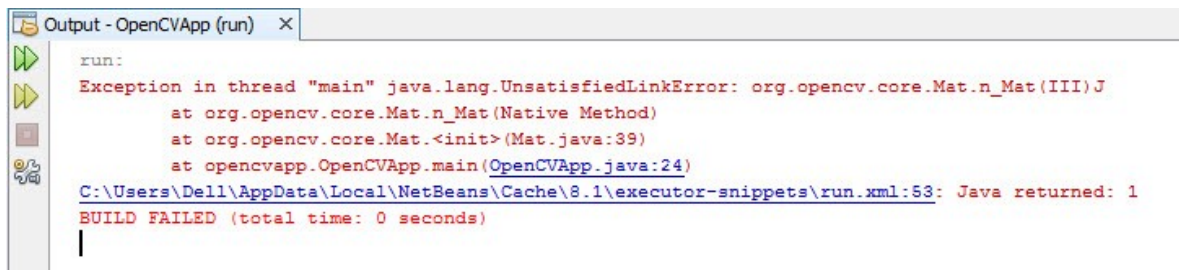 Output - OpenCVApp (run) ×
run:
Exception in thread "main" java.lang.UnsatisfiedLinkError: org.opencv.core.Mat.n_Mat(III)J
at org.opencv.core.Mat.n_Mat(Native Method)
at org.opencv.core.Mat.<init>(Mat.java:39)
at opencvapp.OpenCVApp.main(OpenCVApp.java:24)
C:\Users\Dell\AppData\Local\NetBeans\Cache\8.1\executor-snippets\run.xml:53: Java returned: 1
BUILD FAILED (total time: 0 seconds)